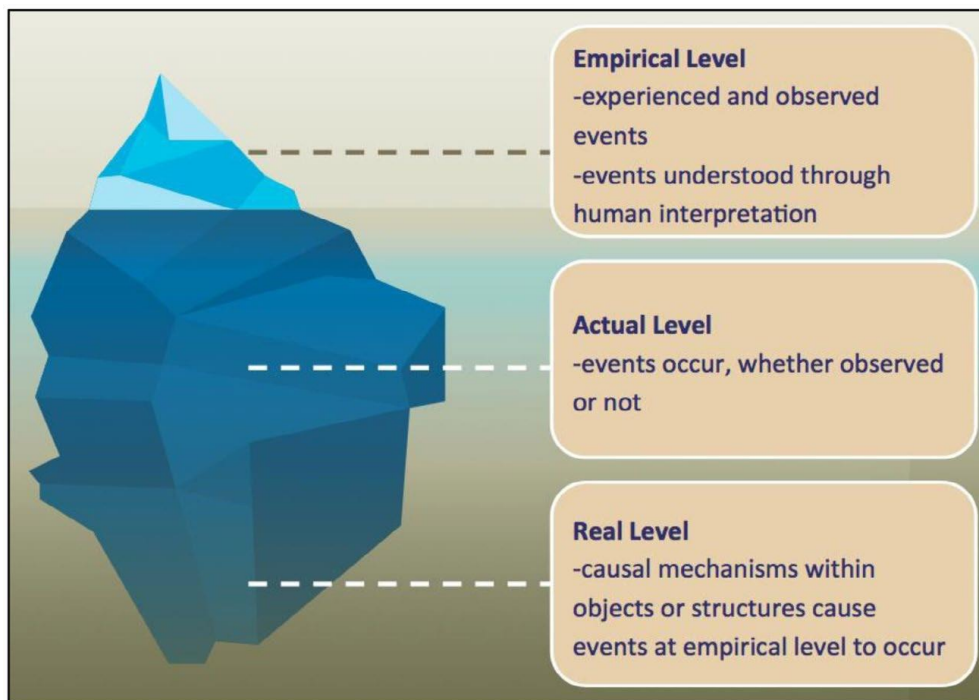 Empirical Level
-experienced and observed
events
-events understood through
human interpretation
Actual Level
-events occur, whether observed
or not
Real Level
-causal mechanisms within
objects or structures cause
events at empirical level to occur